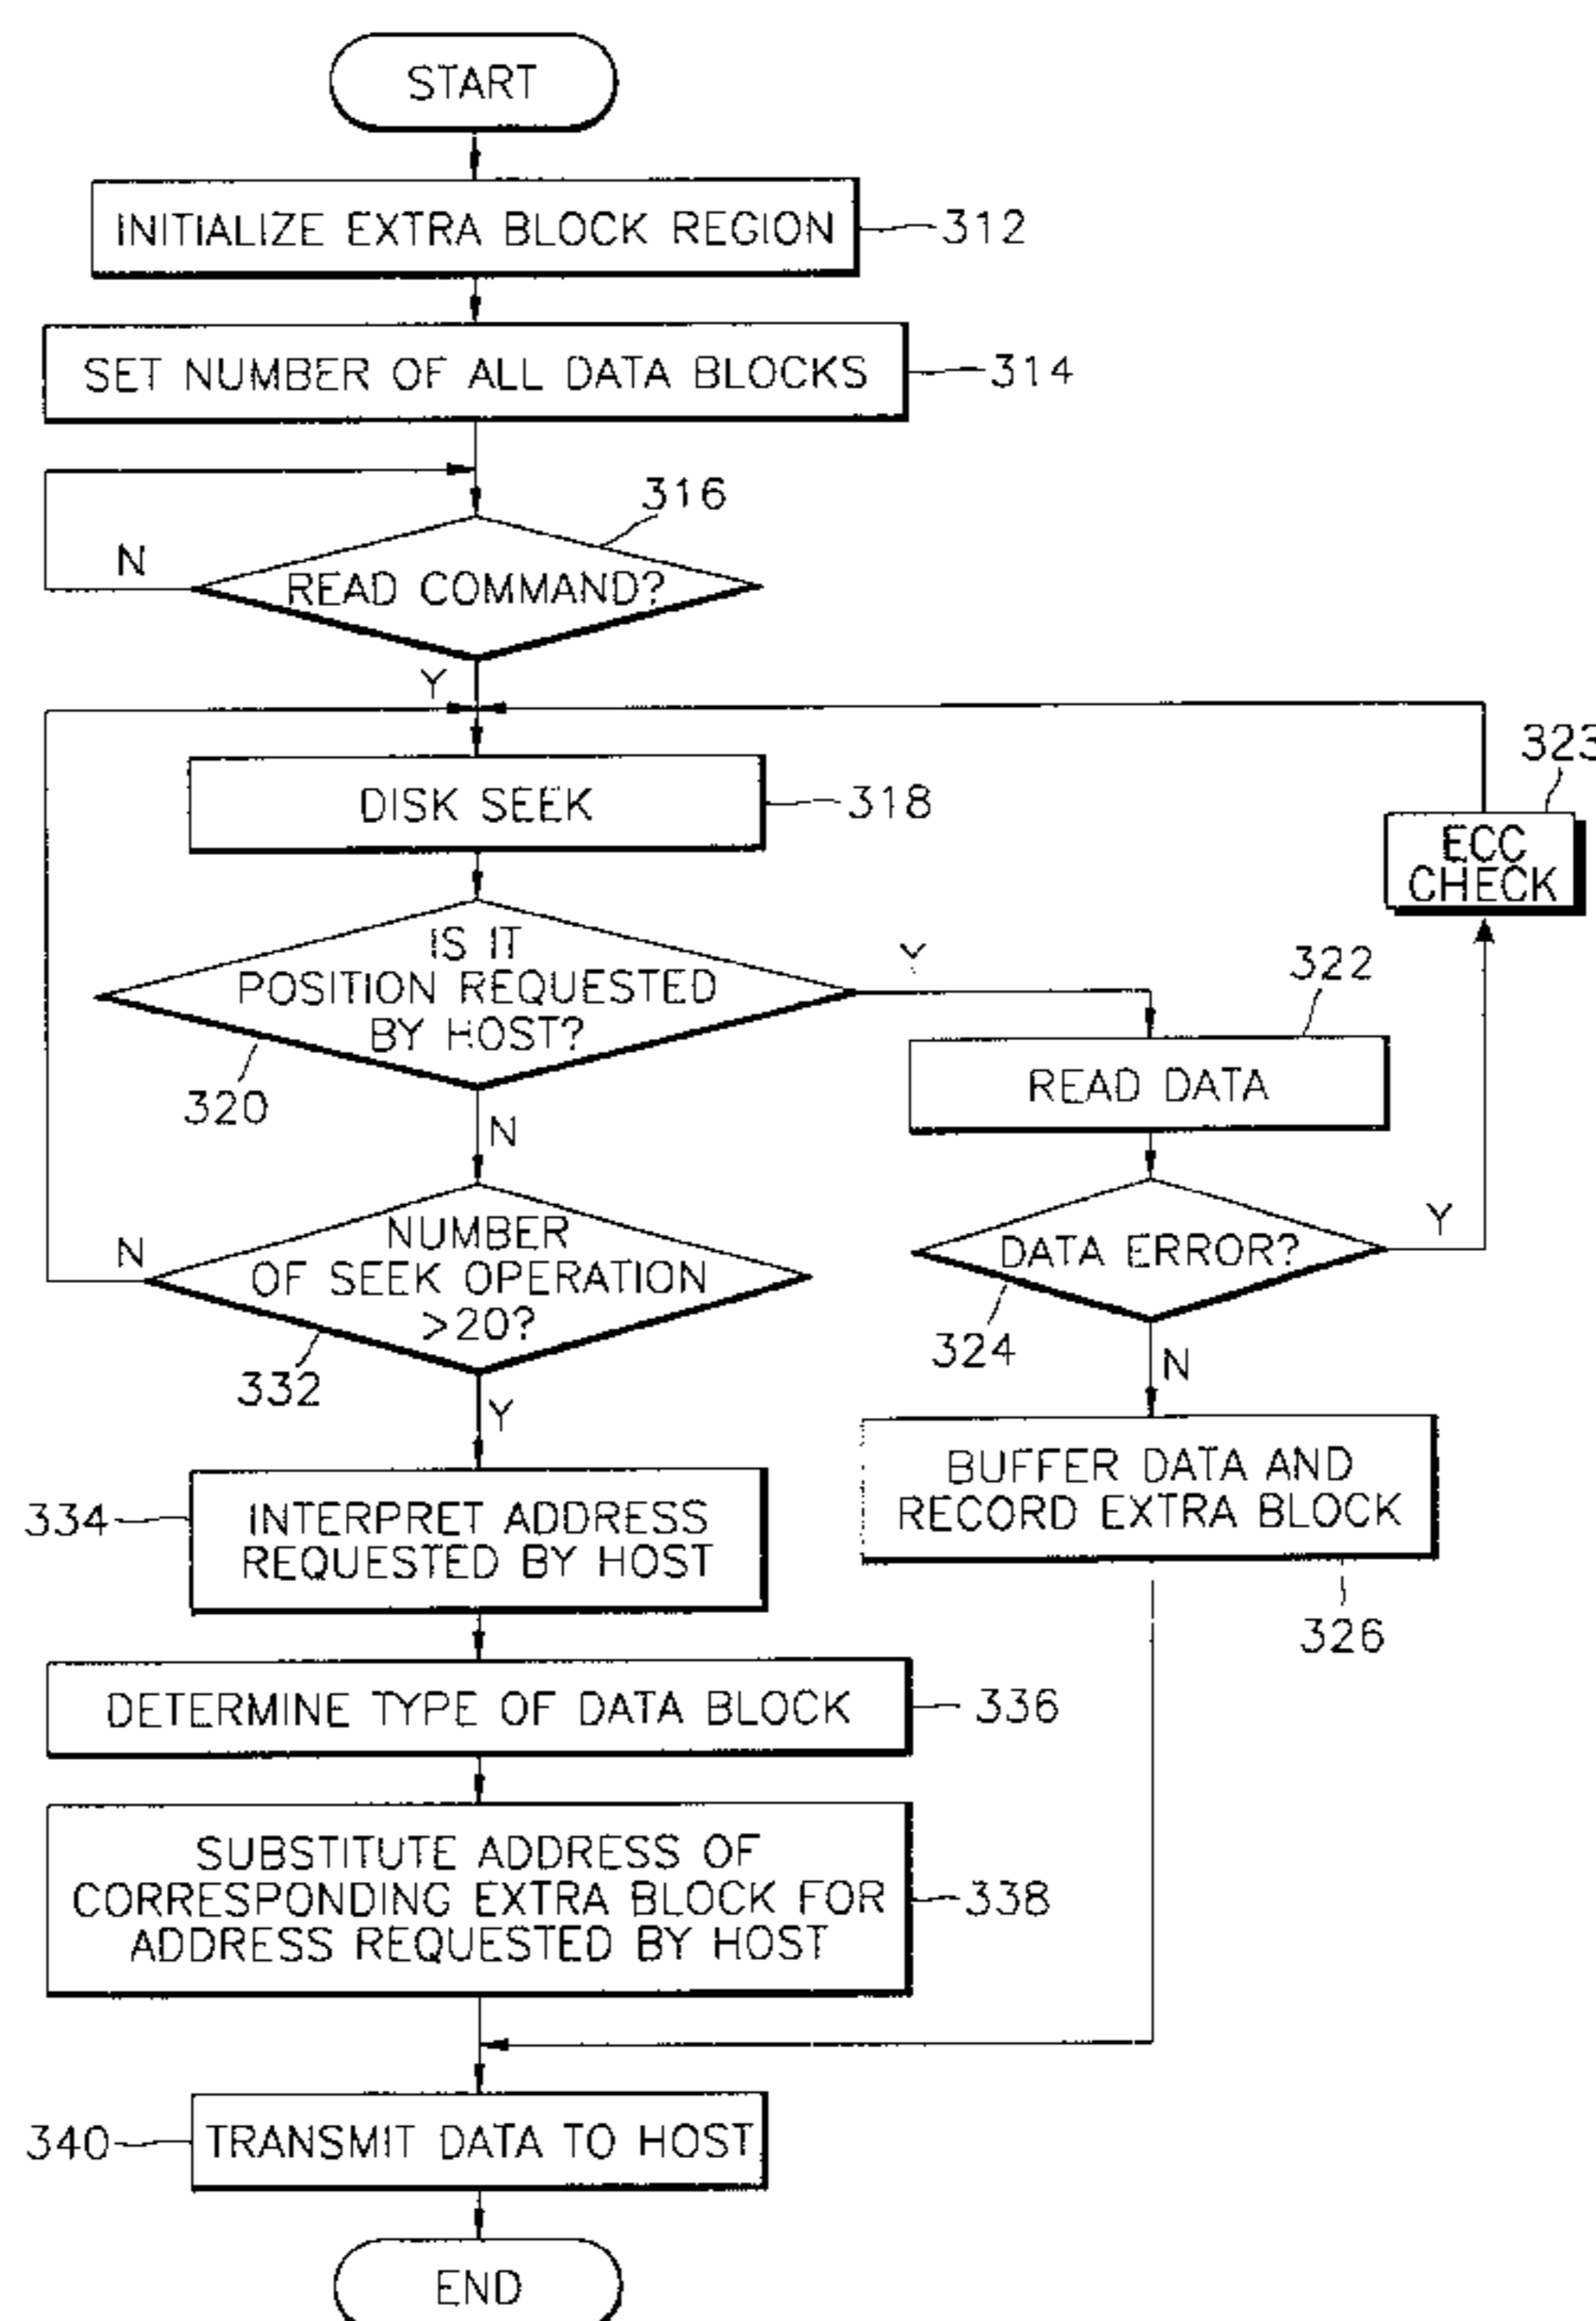 START
INITIALIZE EXTRA BLOCK REGION
312
SET NUMBER OF ALL DATA BLOCKS
314
316
N
READ COMMAND?
Y
323
DISK SEEK
318
ECC
CHECK
IS IT
POSITION REQUESTED
BY HOST?
Y
322
320
READ DATA
N
NUMBER
OF SEEK OPERATION
>20?
N
Y
DATA ERROR?
324
332
N
Y
BUFFER DATA AND
RECORD EXTRA BLOCK
334
INTERPRET ADDRESS
REQUESTED BY HOST
326
DETERMINE TYPE OF DATA BLOCK
336
SUBSTITUTE ADDRESS OF
CORRESPONDING EXTRA BLOCK FOR
ADDRESS REQUESTED BY HOST
338
340
TRANSMIT DATA TO HOST
END